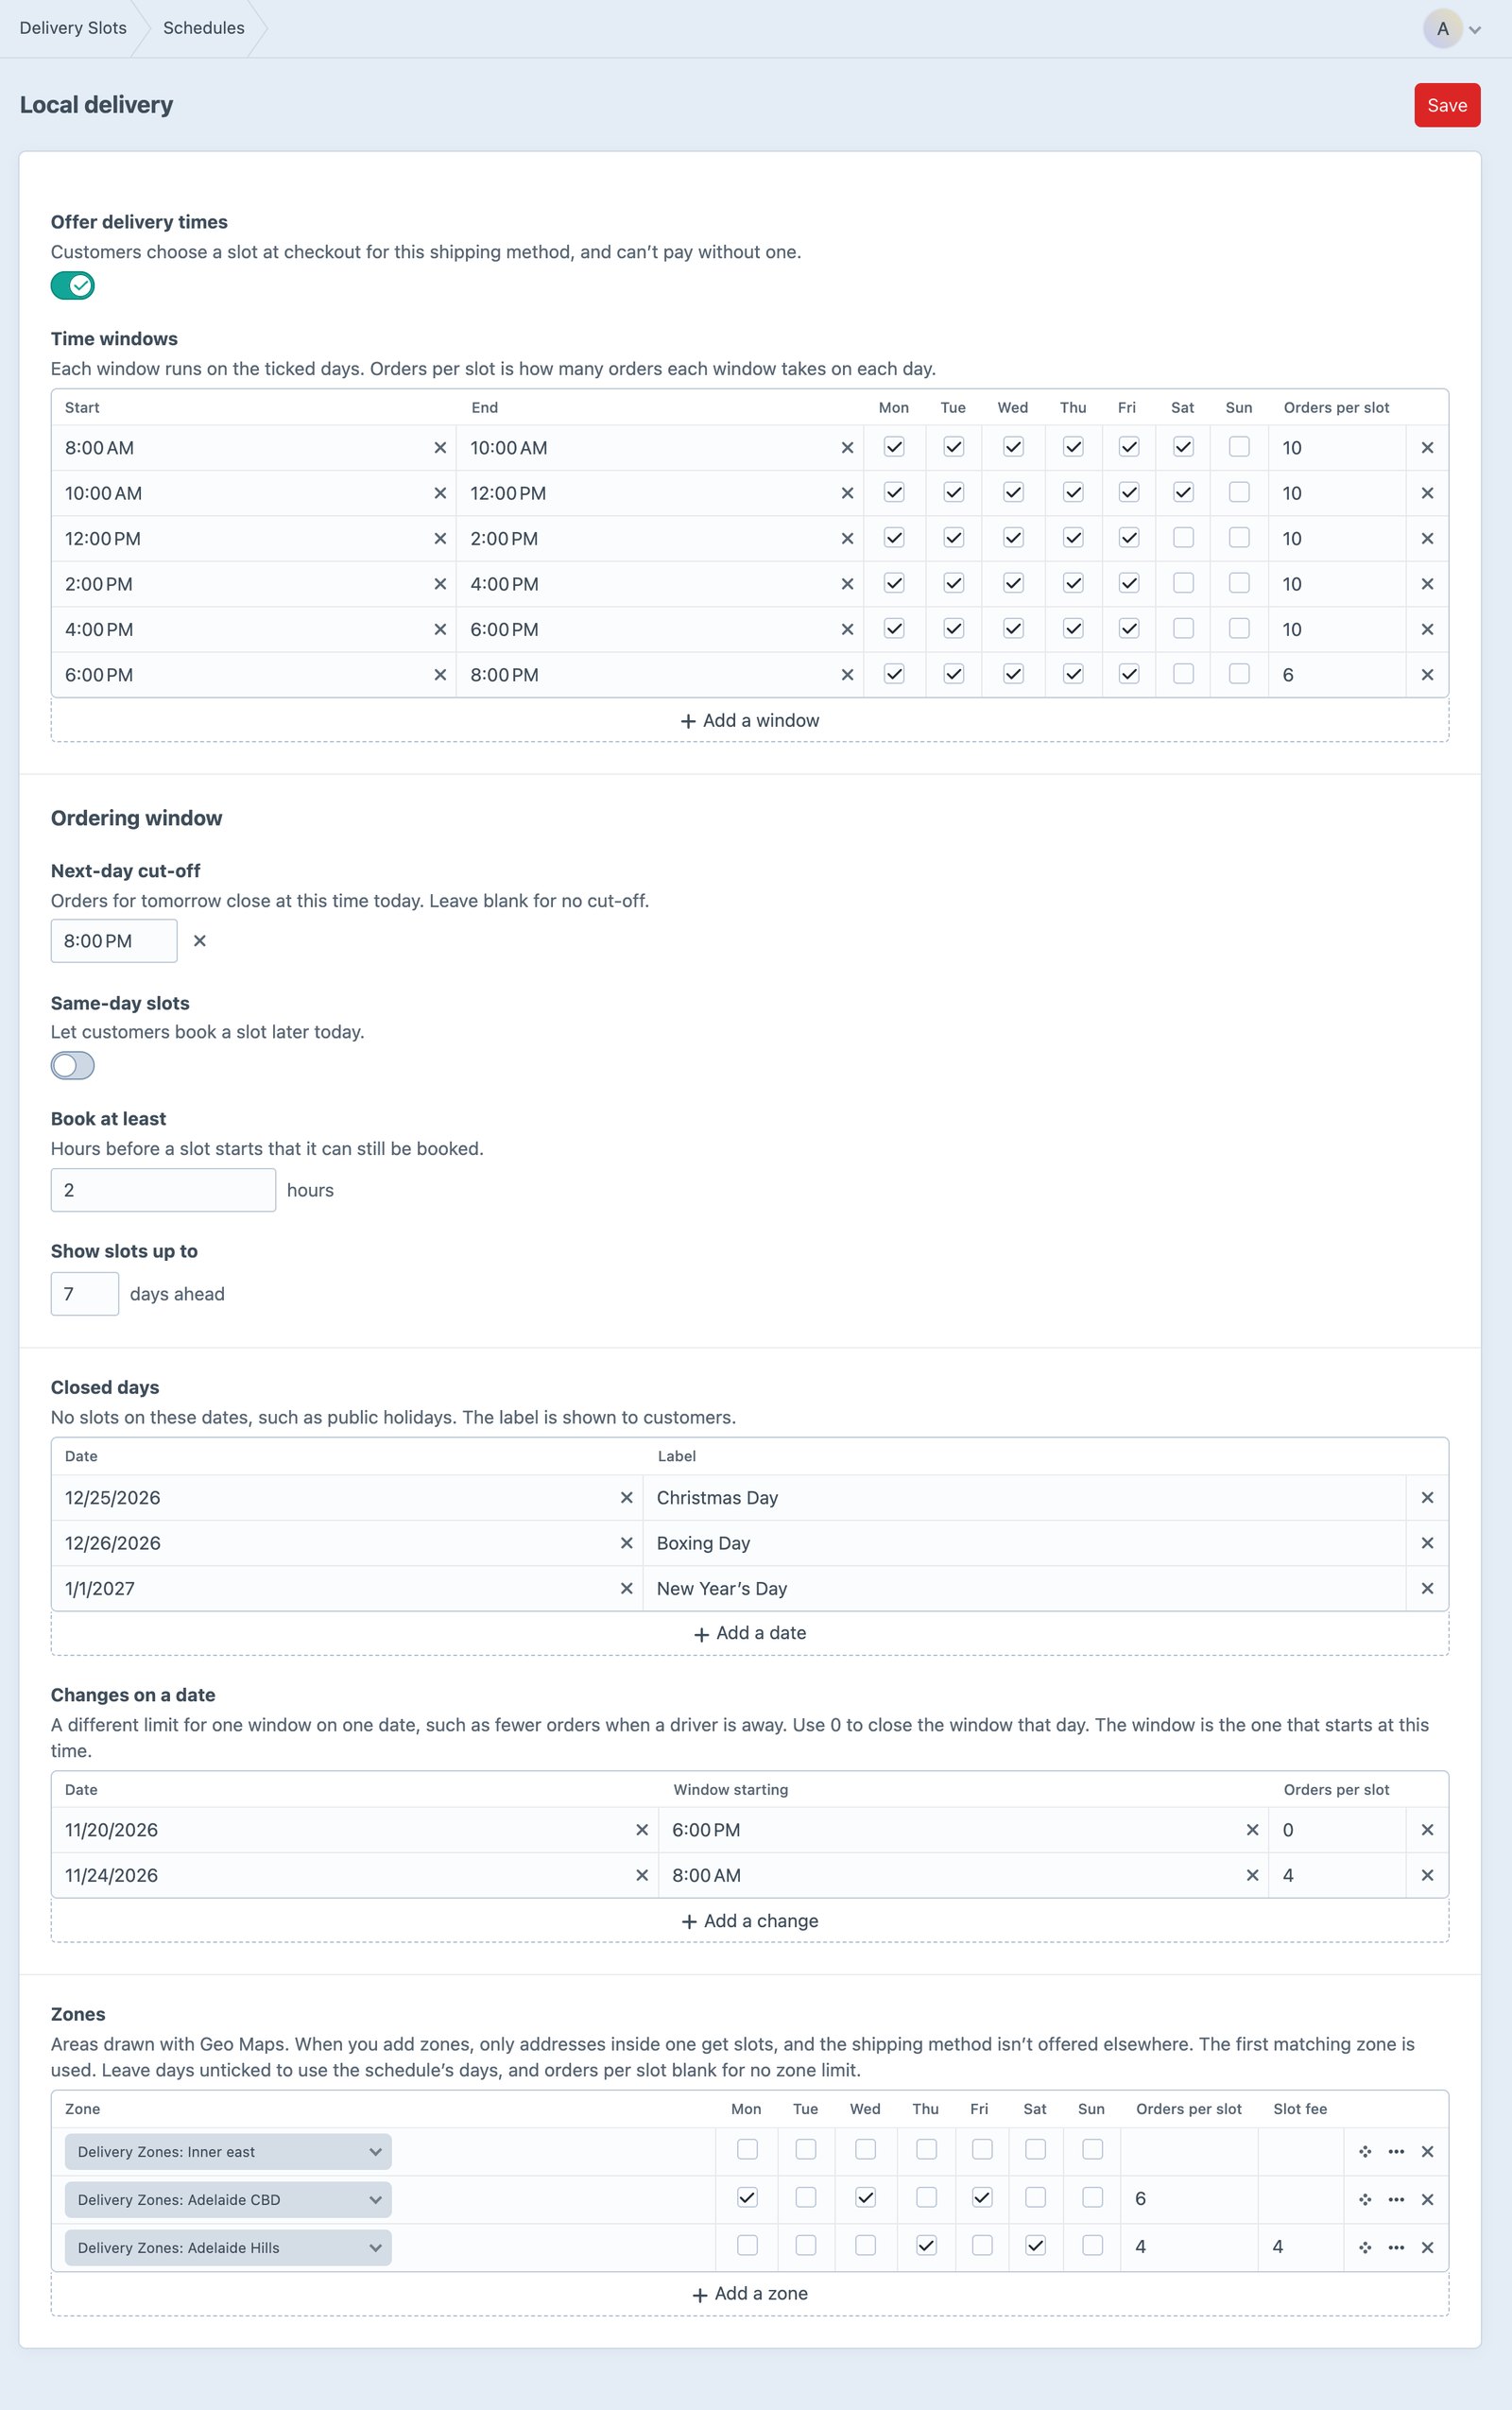 Delivery Slots
Schedules
A
Local delivery
Save
Offer delivery times
Customers choose a slot at checkout for this shipping method, and can’t pay without one.
Time windows
Each window runs on the ticked days. Orders per slot is how many orders each window takes on each day.
Start End Mon Tue Wed Thu Fri Sat Sun Orders per slot
8:00 AM 10:00 AM 10
10:00 AM 12:00 PM 10
12:00 PM 2:00 PM 10
2:00 PM 4:00 PM 10
4:00 PM 6:00 PM 10
6:00 PM 8:00 PM 6
Add a window
Ordering window
Next-day cut-off
Orders for tomorrow close at this time today. Leave blank for no cut-off.
8:00 PM
Same-day slots
Let customers book a slot later today.
Book at least
Hours before a slot starts that it can still be booked.
2 hours
Show slots up to
7 days ahead
Closed days
No slots on these dates, such as public holidays. The label is shown to customers.
Date Label
12/25/2026 Christmas Day
12/26/2026 Boxing Day
1/1/2027 New Year’s Day
Add a date
Changes on a date
A different limit for one window on one date, such as fewer orders when a driver is away. Use 0 to close the window that day. The window is the one that starts at this
time.
Date Window starting Orders per slot
11/20/2026 6:00 PM 0
11/24/2026 8:00 AM 4
Add a change
Zones
Areas drawn with Geo Maps. When you add zones, only addresses inside one get slots, and the shipping method isn’t offered elsewhere. The first matching zone is
used. Leave days unticked to use the schedule’s days, and orders per slot blank for no zone limit.
Zone Mon Tue Wed Thu Fri Sat Sun Orders per slot Slot fee
Delivery Zones: Inner east
Delivery Zones: Adelaide CBD 6
Delivery Zones: Adelaide Hills 4 4
Add a zone